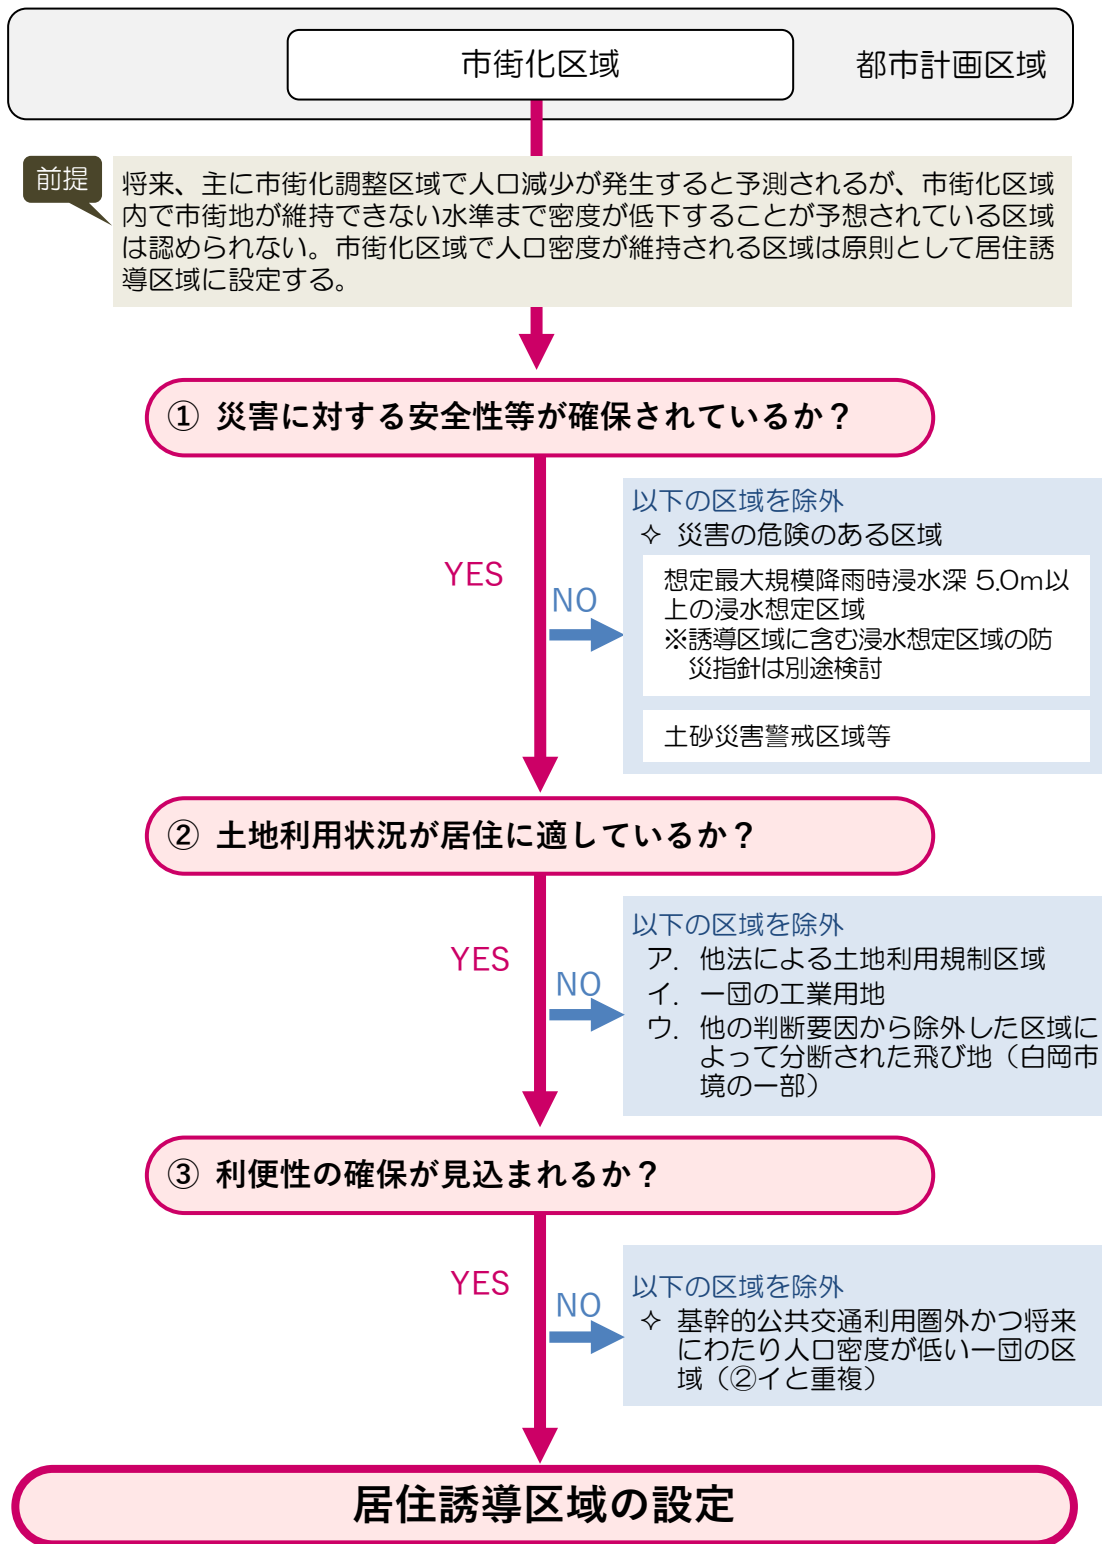 市街化区域
都市計画区域
前提
将来、主に市街化調整区域で人口減少が発生すると予測されるが、市街化区域
内で市街地が維持できない水準まで密度が低下することが予想されている区域
は認められない。市街化区域で人口密度が維持される区域は原則として居住誘
導区域に設定する。
① 災害に対する安全性等が確保されているか？
YES
NO
以下の区域を除外
✧ 災害の危険のある区域
想定最大規模降雨時浸水深 5.0m以
上の浸水想定区域
※誘導区域に含む浸水想定区域の防
災指針は別途検討
土砂災害警戒区域等
② 土地利用状況が居住に適しているか？
YES
NO
以下の区域を除外
ア．他法による土地利用規制区域
イ．一団の工業用地
ウ．他の判断要因から除外した区域に
よって分断された飛び地（白岡市
境の一部）
③ 利便性の確保が見込まれるか？
YES
NO
以下の区域を除外
✧ 基幹的公共交通利用圏外かつ将来
にわたり人口密度が低い一団の区
域（②イと重複）
居住誘導区域の設定